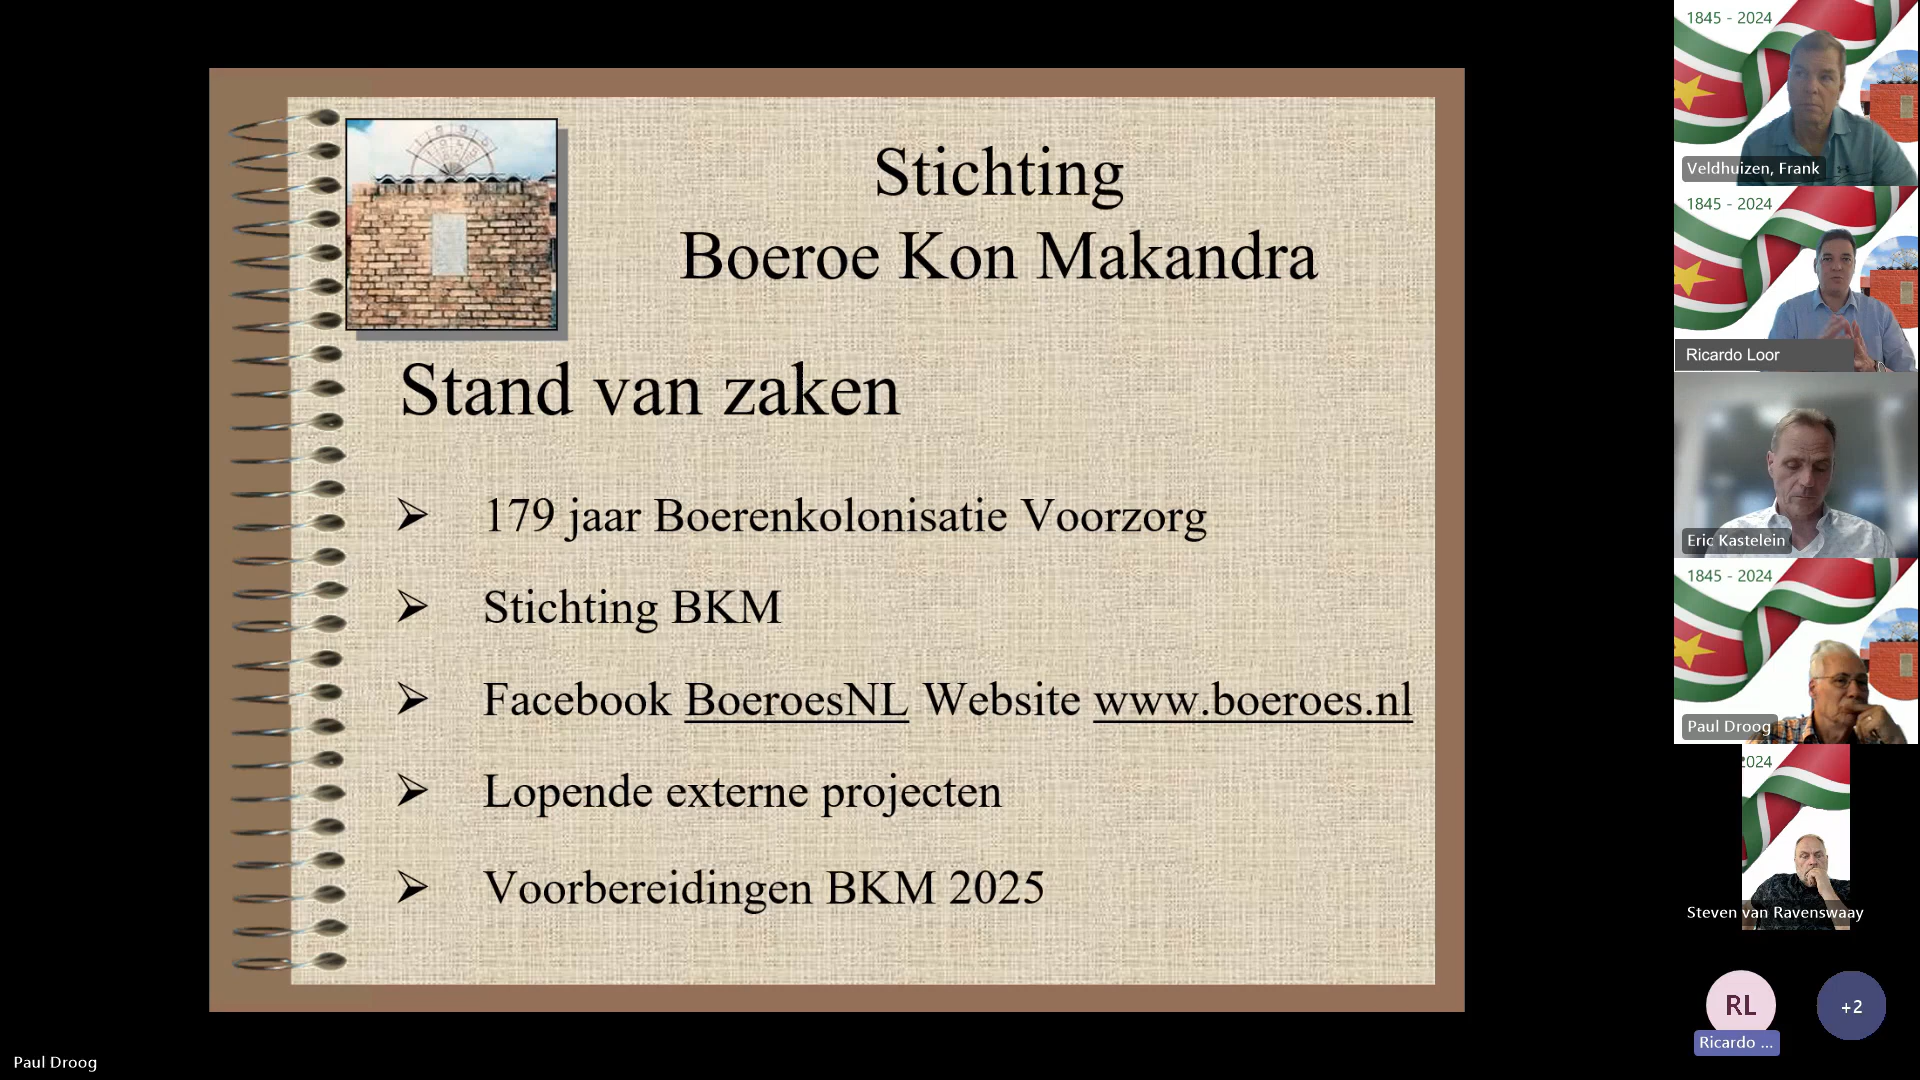 Stichting
Boeroe Kon Makandra
Stand van zaken
➢ 179 jaar Boerenkolonisatie Voorzorg
➢ Stichting BKM
➢ Facebook BoeroesNL Website www.boeroes.nl
➢ Lopende externe projecten
➢ Voorbereidingen BKM 2025
Paul Droog
1845 - 2024
Veldhuizen, Frank
1845 - 2024
Ricardo Loor
Eric Kastelein
1845 - 2024
Paul Droog
2024
Steven van Ravenswaay
RL
+2
Ricardo ...